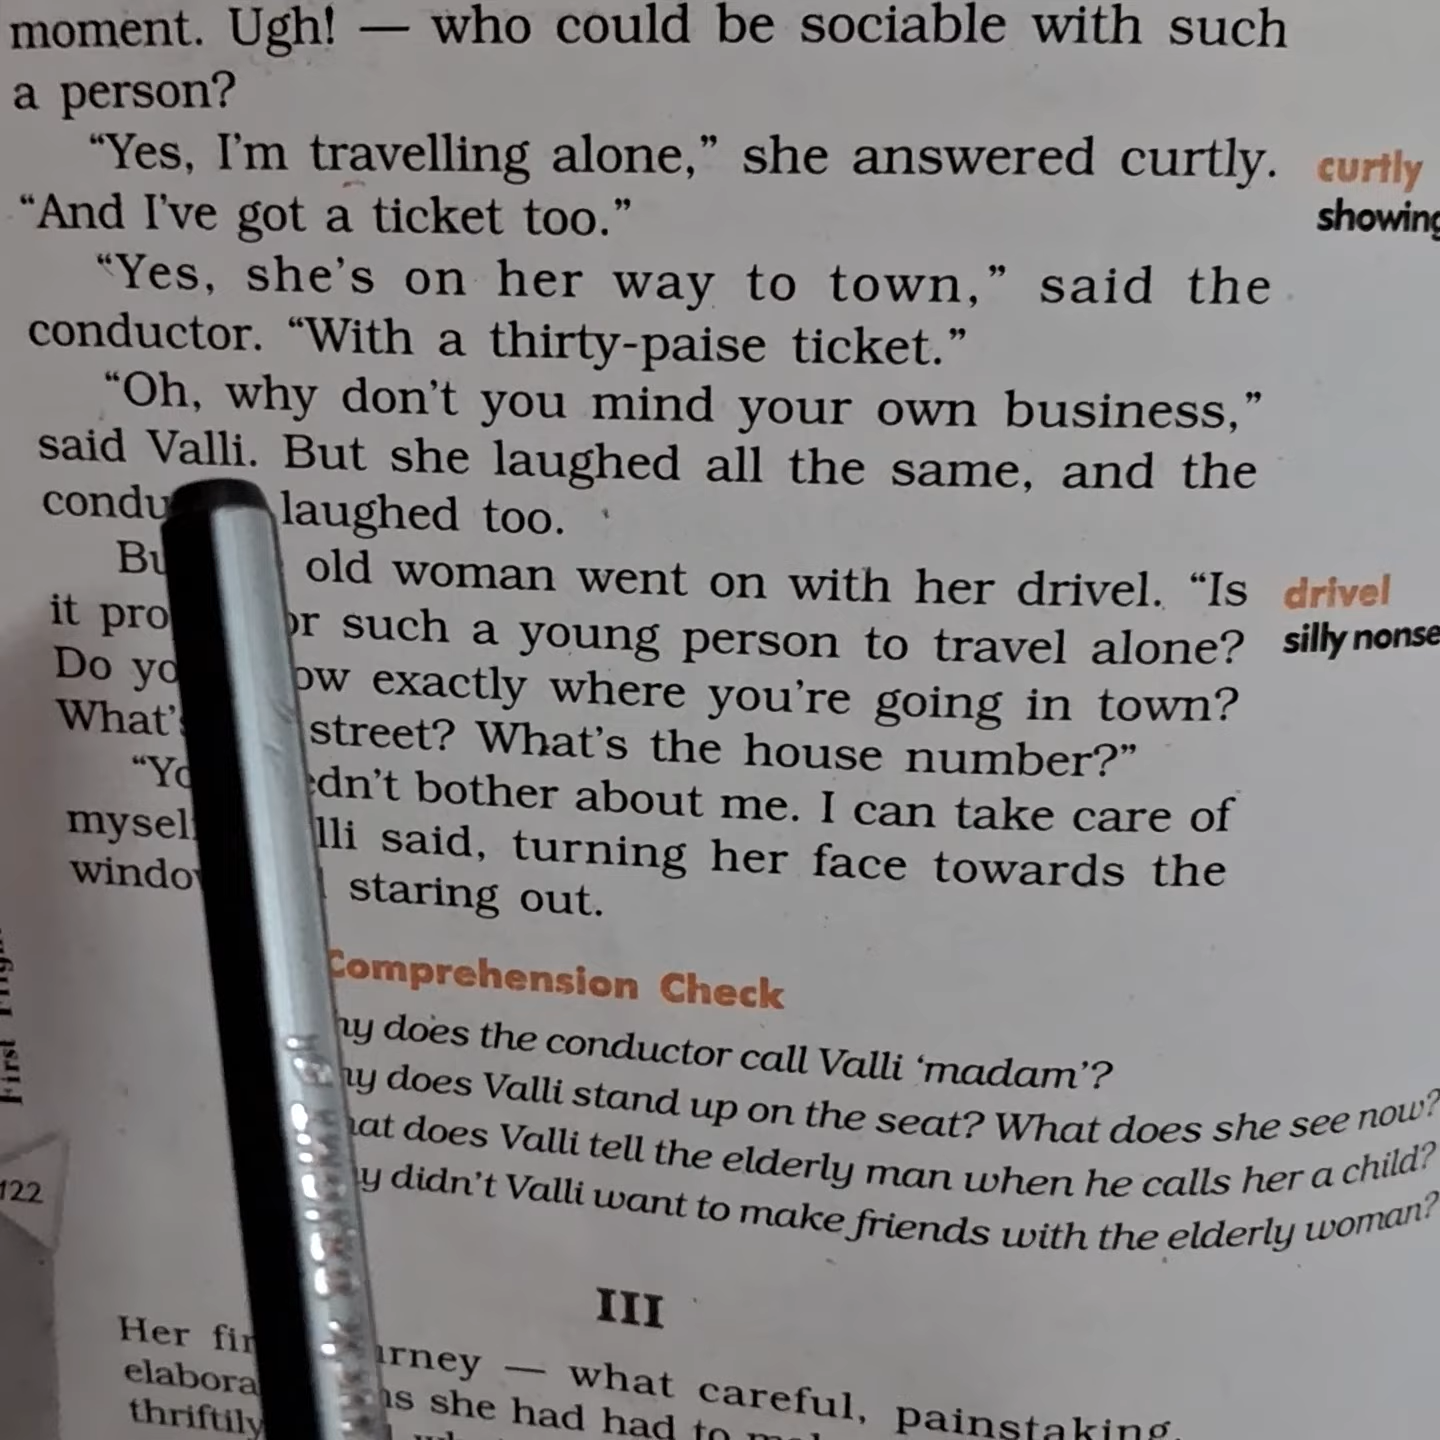 moment. Ugh! — who could be sociable with such
a person?
“Yes, I'm travelling alone,” she answered curtly.
“And I've got a ticket too.”
“Yes, she's on her way to town,” said the
conductor. “With a thirty-paise ticket.”
“Oh, why don't you mind your own business,”
said Valli. But she laughed all the same, and the
laughed too.
old woman went on with her drivel. “Is
it such a young person to travel alone?
Do exactly where you're going in town?
street? What's the house number?”
bother about me. I can take care of
said, turning her face towards the
staring out.
curtly
showing
drivel
silly
Comprehension Check
does the conductor call Valli ‘madam’?
does Valli stand up on the seat? What does she see now?
does Valli tell the elderly man when he calls her a child?
didn't Valli want to make friends with the elderly woman?
III
Her — what careful, painstaking,
she had had to
thriftily
First
122